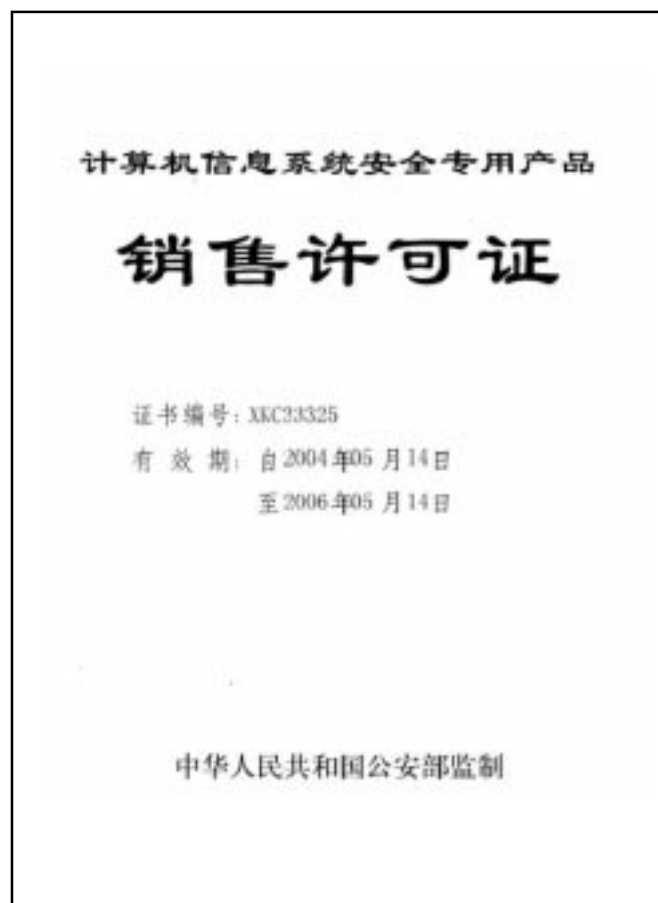 计算机信息系统安全专用产品
销售许可证
证书编号: XKC33325
有 效 期: 自2004年05 月14日
至2006年05 月14日
中华人民共和国公安部监制